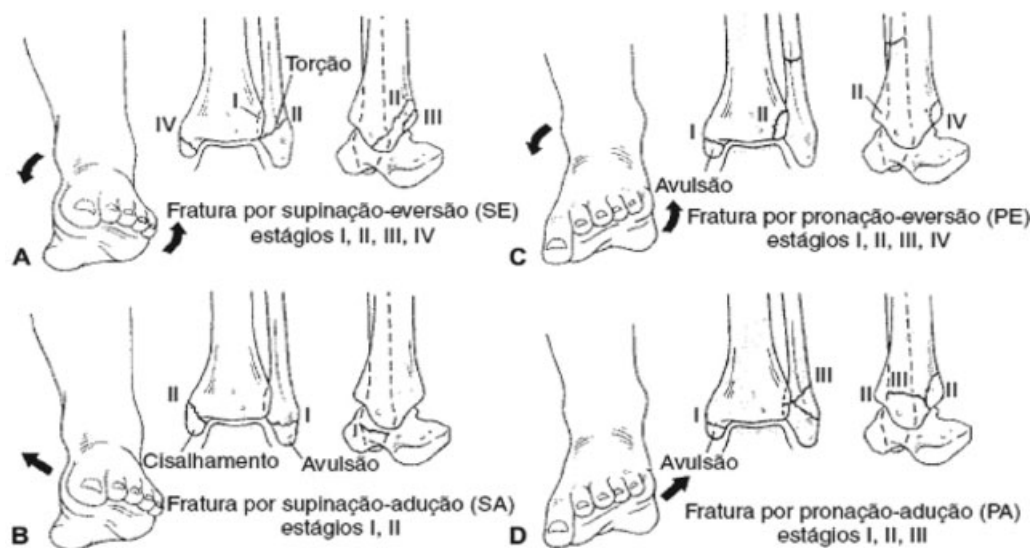 Torção
I
II
IV
II
III
Fratura por supinação-eversão (SE)
estágios I, II, III, IV
A
I
II
II
IV
Avulsão
Fratura por pronação-eversão (PE)
estágios I, II, III, IV
C
II
I
Cisalhamento
Avulsão
Fratura por supinação-adução (SA)
estágios I, II
B
III
I
II
III
II
Avulsão
Fratura por pronação-adução (PA)
estágios I, II, III
D